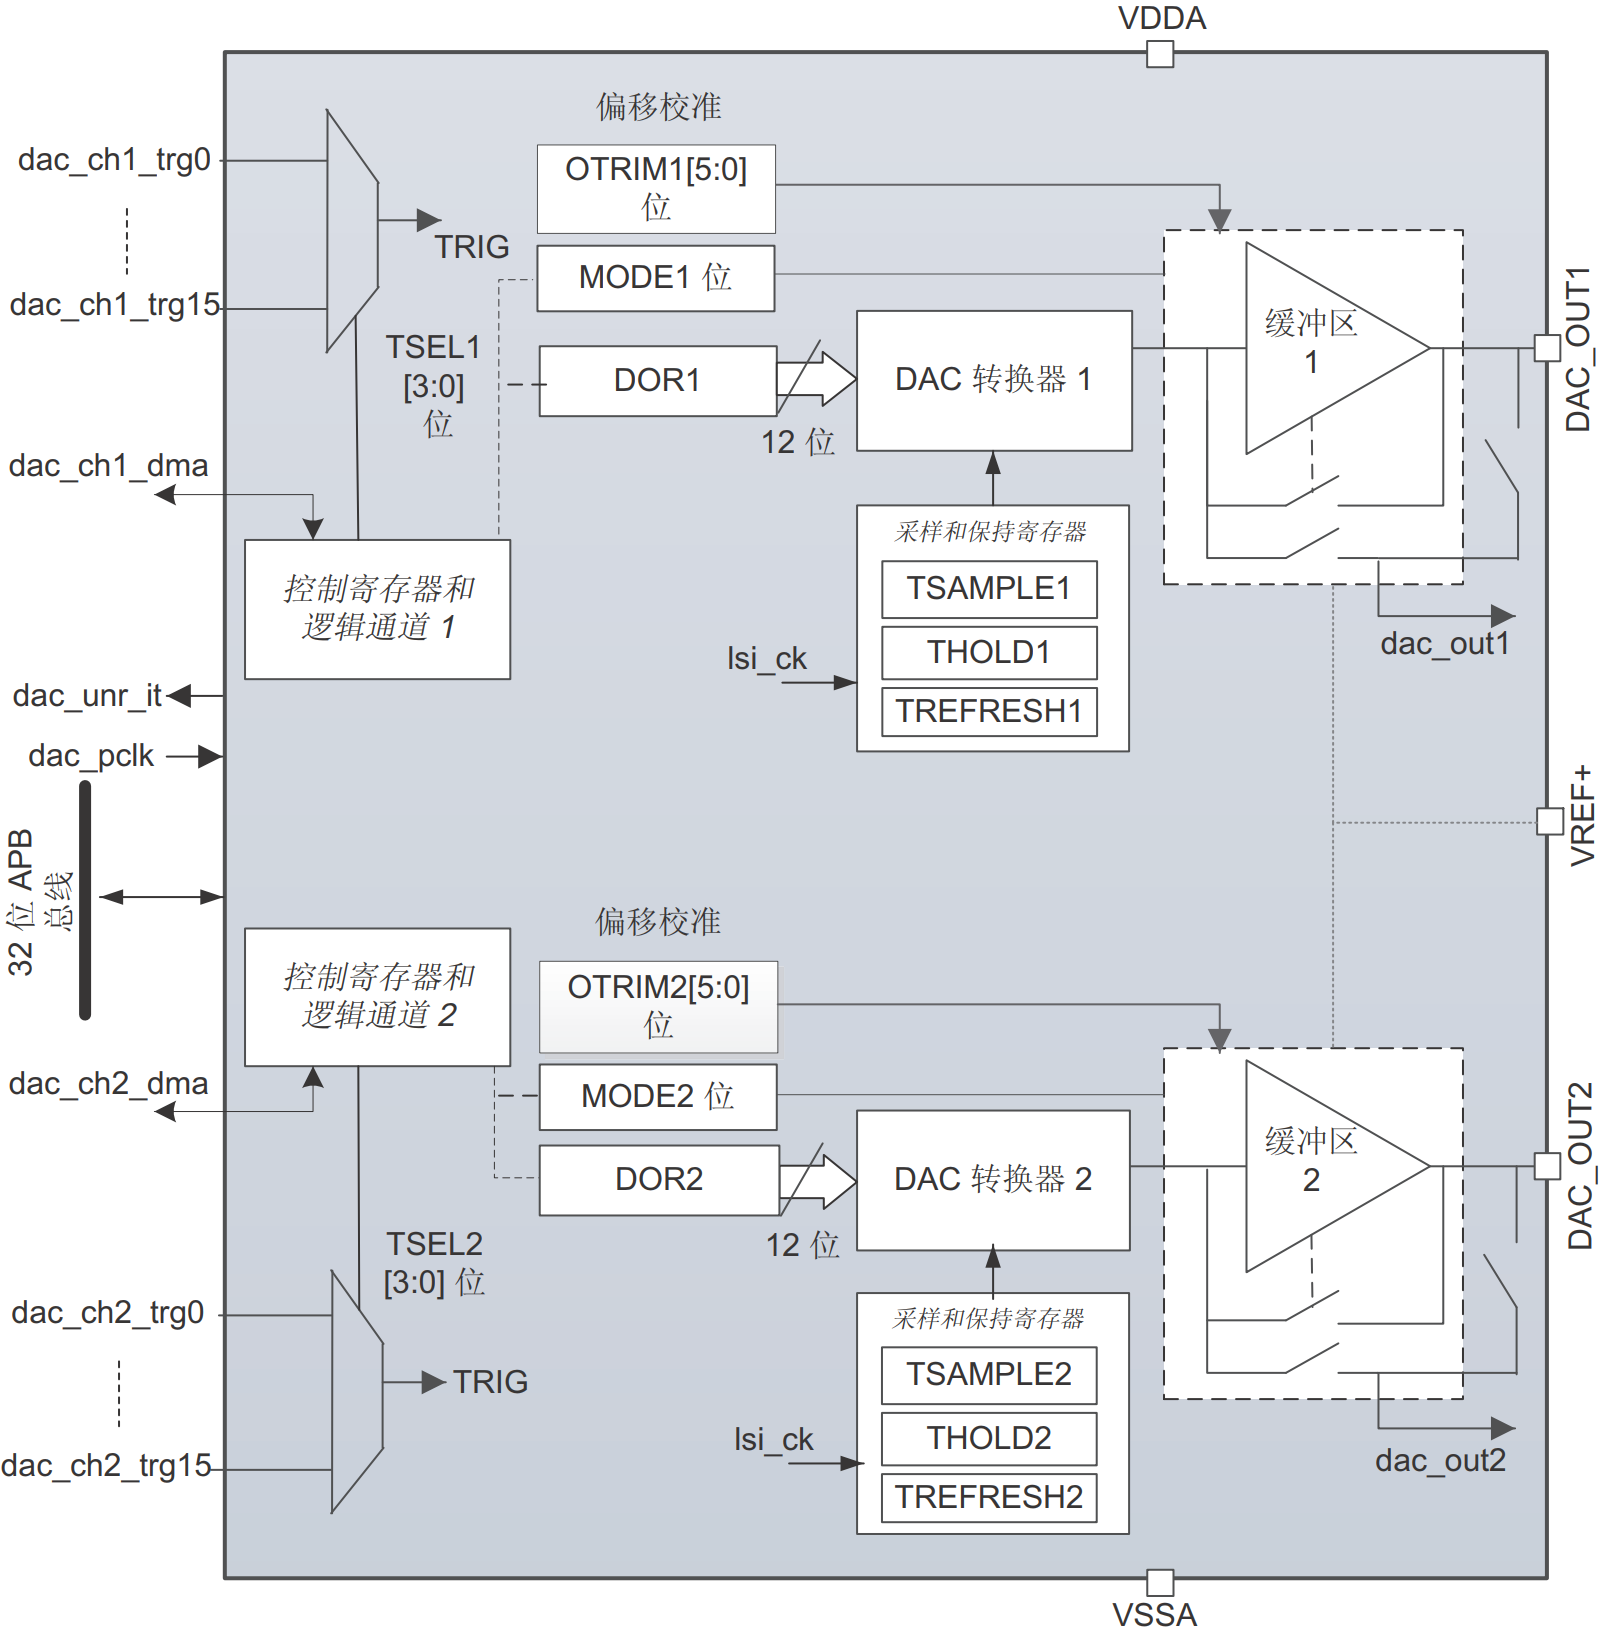 VDDA
偏移校准
dac_ch1_trg0
OTRIM1[5:0]
位
TRIG
MODE1 位
dac_ch1_trg15
缓冲区
1
DAC_OUT1
TSEL1
[3:0]
位
DOR1
12 位
DAC 转换器 1
dac_ch1_dma
采样和保持寄存器
TSAMPLE1
THOLD1
TREFRESH1
控制寄存器和
逻辑通道 1
lsi_ck
dac_out1
dac_unr_it
dac_pclk
VREF+
32 位 APB
总线
偏移校准
控制寄存器和
逻辑通道 2
OTRIM2[5:0]
位
dac_ch2_dma
MODE2 位
缓冲区
2
DAC_OUT2
DOR2
12 位
DAC 转换器 2
TSEL2
[3:0] 位
dac_ch2_trg0
采样和保持寄存器
TSAMPLE2
THOLD2
TREFRESH2
TRIG
lsi_ck
dac_out2
dac_ch2_trg15
VSSA